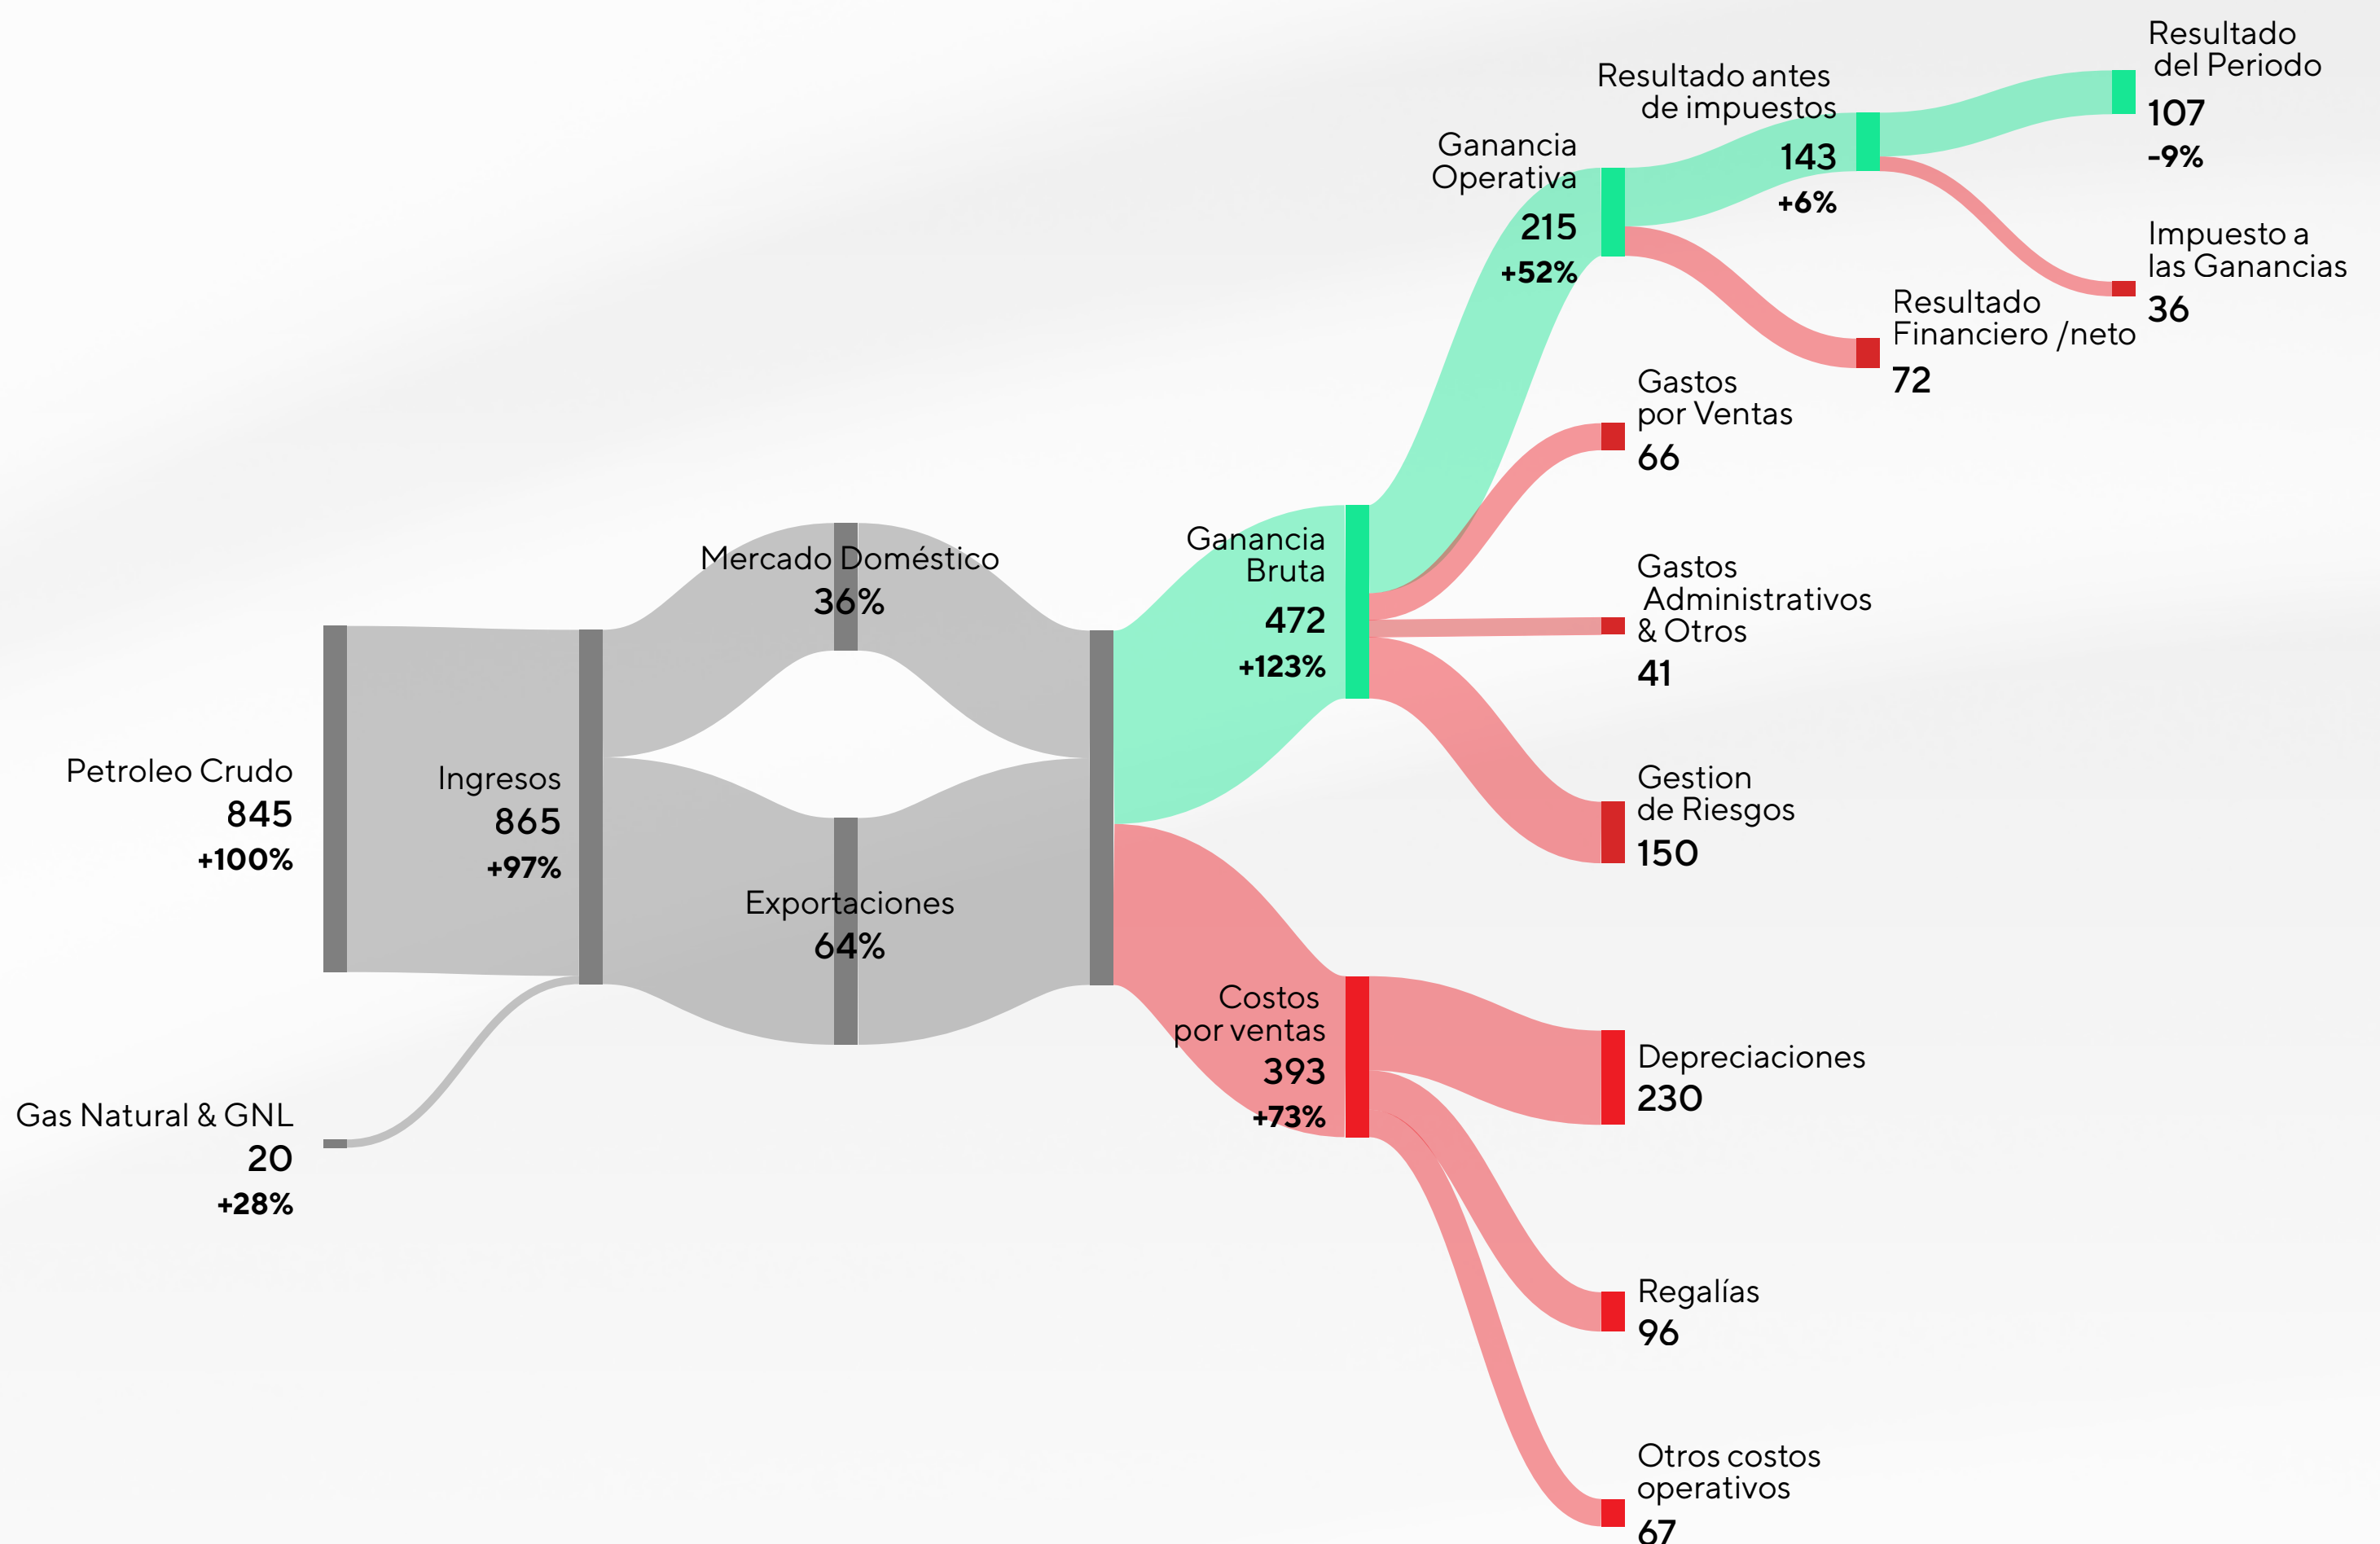 Petroleo Crudo
845
+100%
Gas Natural & GNL
20
+28%
Ingresos
865
+97%
Mercado Doméstico
36%
Exportaciones
64%
Ganancia
Bruta
472
+123%
Costos
por ventas
393
+73%
Ganancia
Operativa
215
+52%
Resultado antes
de impuestos
143
+6%
Resultado
del Periodo
107
-9%
Impuesto a
las Ganancias
36
Resultado
Financiero /neto
72
Gastos
por Ventas
66
Gastos
Administrativos
& Otros
41
Gestion
de Riesgos
150
Depreciaciones
230
Regalías
96
Otros costos
operativos
67